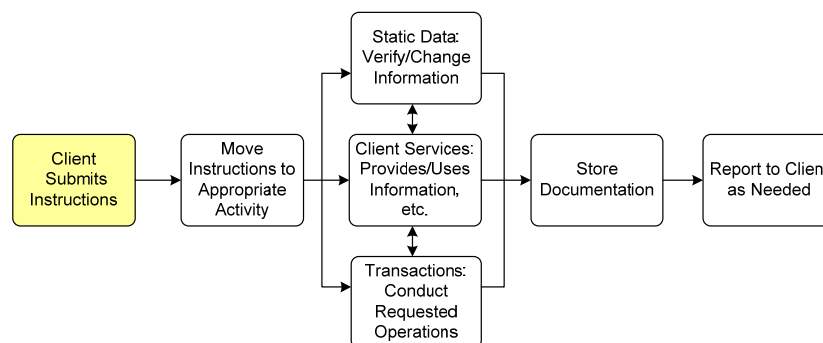 Client
Submits
Instructions
Move
Instructions to
Appropriate
Activity
Static Data:
Verify/Change
Information
Client Services:
Provides/Uses
Information,
etc.
Transactions:
Conduct
Requested
Operations
Store
Documentation
Report to Client
as Needed